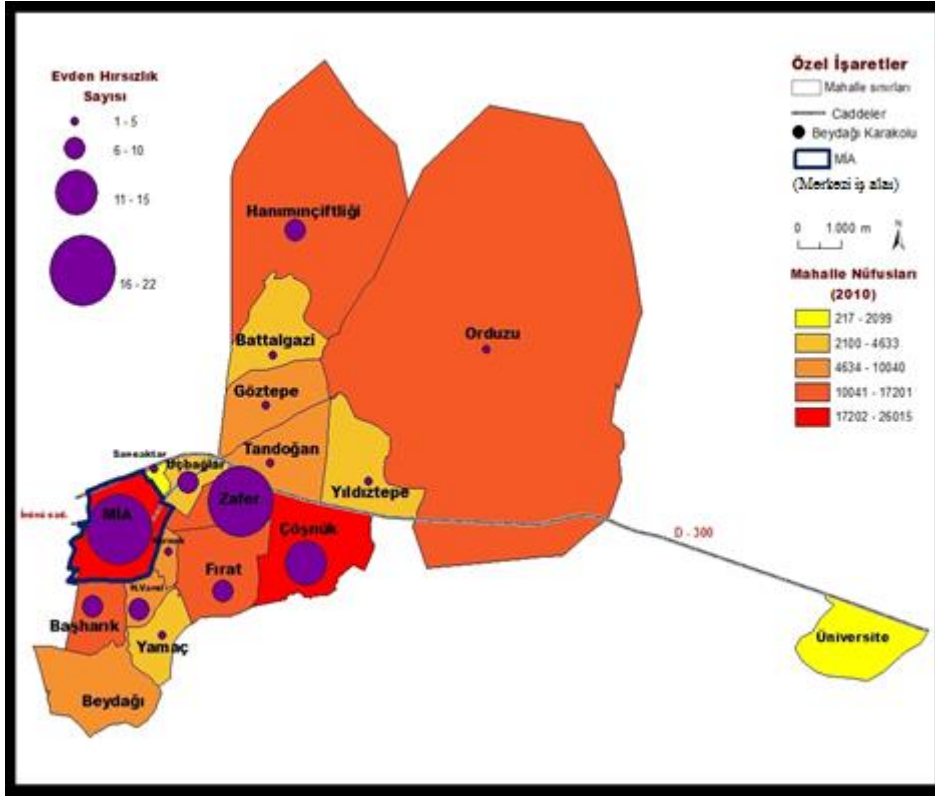 Evden Hırsızlık
Sayısı
1 - 5
6 - 10
11 - 15
16 - 22
Özel İşaretler
Mahalle sınırları
Caddeler
Beydağı Karakolu
MİA
(Merkezi iş alanı)
0 1.000 m
N
Mahalle Nüfusları
(2010)
217 - 2099
2100 - 4633
4634 - 10040
10041 - 17201
17202 - 26015
Hanımınçiftliği
Orduzu
Battalgazi
Göztepe
Tandoğan
Yıldıztepe
Sancaktar
Üçbağlar
Zafer
MİA
İnönü cad.
Çöşnük
D - 300
Fırat
Başharık
Yamaç
Üniversite
Beydağı